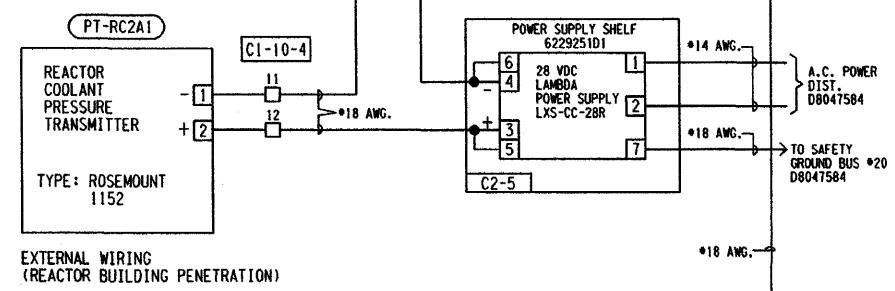 PT-RC2A1
REACTOR
COOLANT
PRESSURE
TRANSMITTER
- 1
+ 2
TYPE: ROSEMOUNT
1152
EXTERNAL WIRING
(REACTOR BUILDING PENETRATION)
C1-10-4
11
12
#18 AWG.
POWER SUPPLY SHELF
6229251D1
6
4
-
+
3
5
28 VDC
LAMBDA
POWER SUPPLY
LXS-CC-28R
1
2
7
C2-5
#14 AWG.
A.C. POWER
DIST.
D8047584
#18 AWG.
TO SAFETY
GROUND BUS #20
D8047584
#18 AWG.